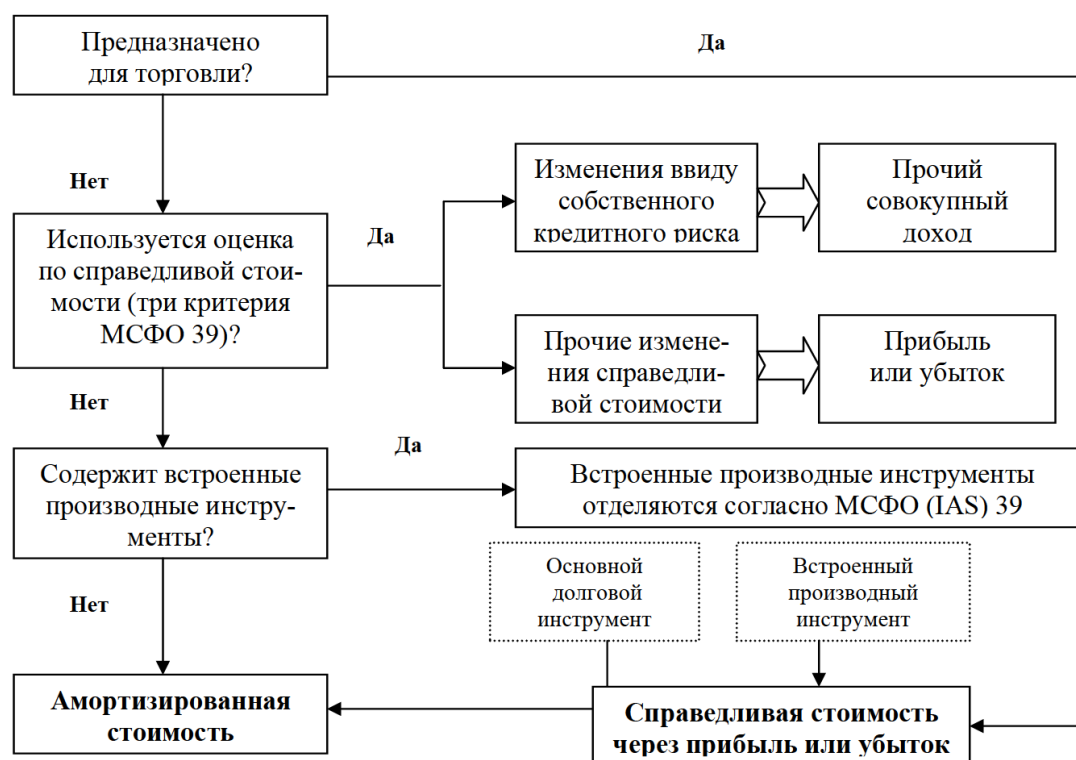 Предназначено
для торговли?
Да
Нет
Используется оценка
по справедливой стои-
мости (три критерия
МСФО 39)?
Да
Изменения ввиду
собственного
кредитного риска
Прочий
совокупный
доход
Прочие измене-
ния справедли-
вой стоимости
Прибыль
или убыток
Нет
Содержит встроенные
производные инстру-
менты?
Да
Встроенные производные инструменты
отделяются согласно МСФО (IAS) 39
Основной
долговой
инструмент
Встроенный
производный
инструмент
Нет
Амортизированная
стоимость
Справедливая стоимость
через прибыль или убыток